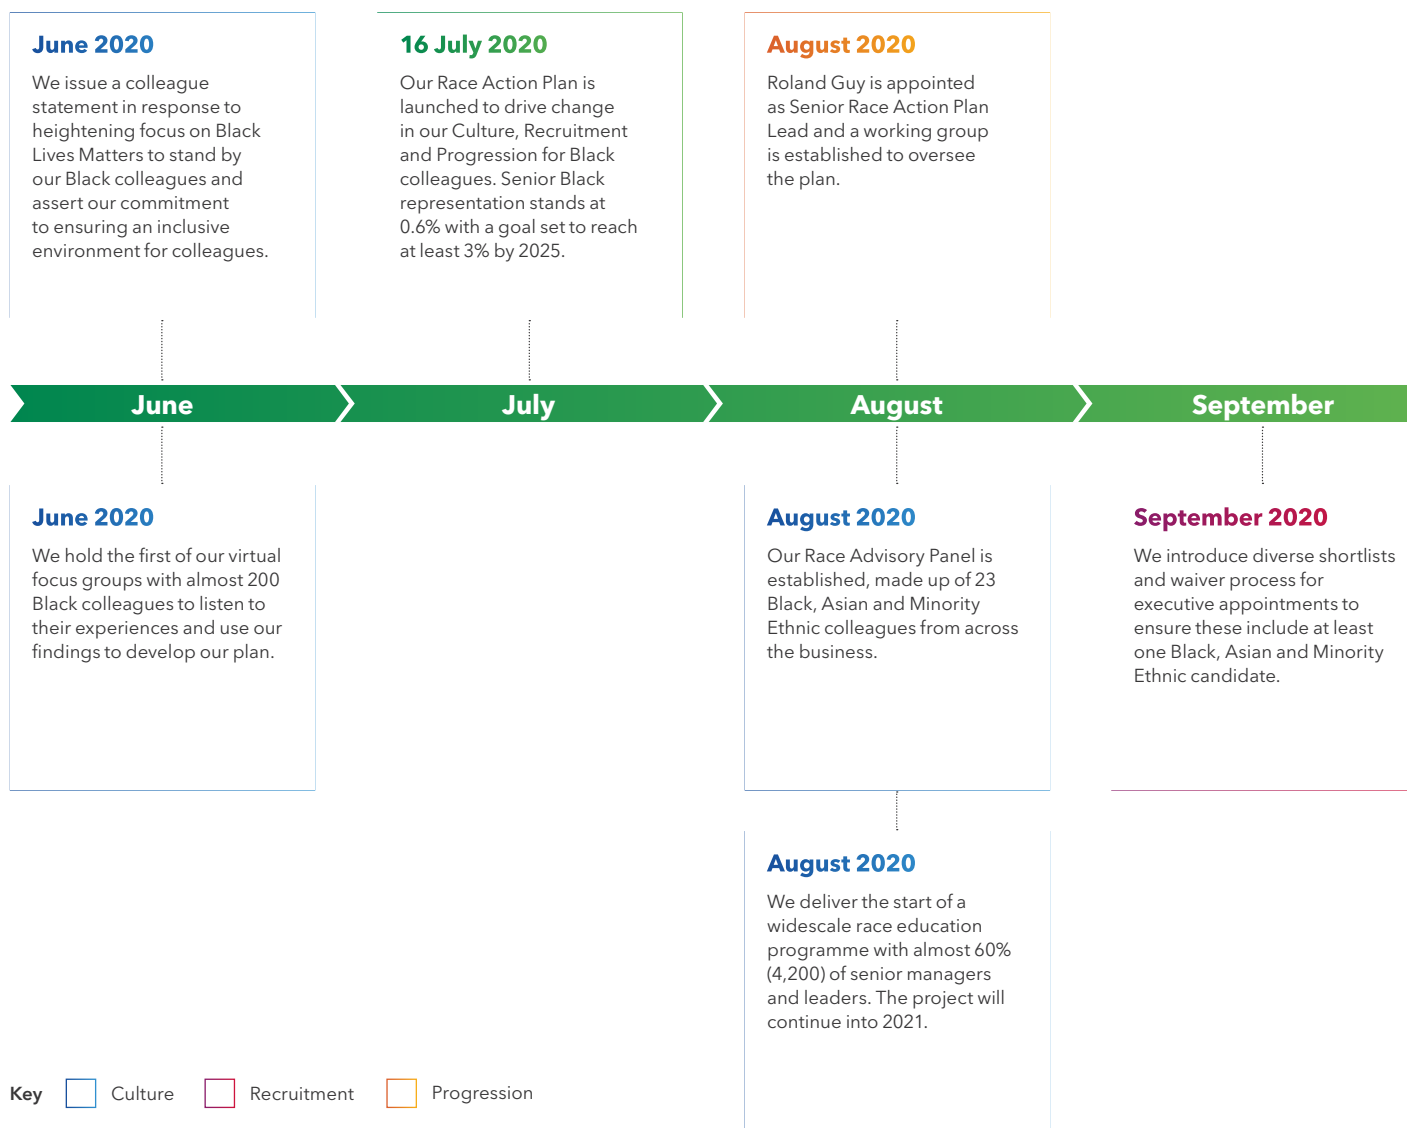 June 2020
We issue a colleague
statement in response to
heightening focus on Black
Lives Matters to stand by
our Black colleagues and
assert our commitment
to ensuring an inclusive
environment for colleagues.
16 July 2020
Our Race Action Plan is
launched to drive change
in our Culture, Recruitment
and Progression for Black
colleagues. Senior Black
representation stands at
0.6% with a goal set to reach
at least 3% by 2025.
August 2020
Roland Guy is appointed
as Senior Race Action Plan
Lead and a working group
is established to oversee
the plan.
June
July
August
September
June 2020
We hold the first of our virtual
focus groups with almost 200
Black colleagues to listen to
their experiences and use our
findings to develop our plan.
August 2020
Our Race Advisory Panel is
established, made up of 23
Black, Asian and Minority
Ethnic colleagues from across
the business.
September 2020
We introduce diverse shortlists
and waiver process for
executive appointments to
ensure these include at least
one Black, Asian and Minority
Ethnic candidate.
August 2020
We deliver the start of a
widescale race education
programme with almost 60%
(4,200) of senior managers
and leaders. The project will
continue into 2021.
Key
Culture
Recruitment
Progression